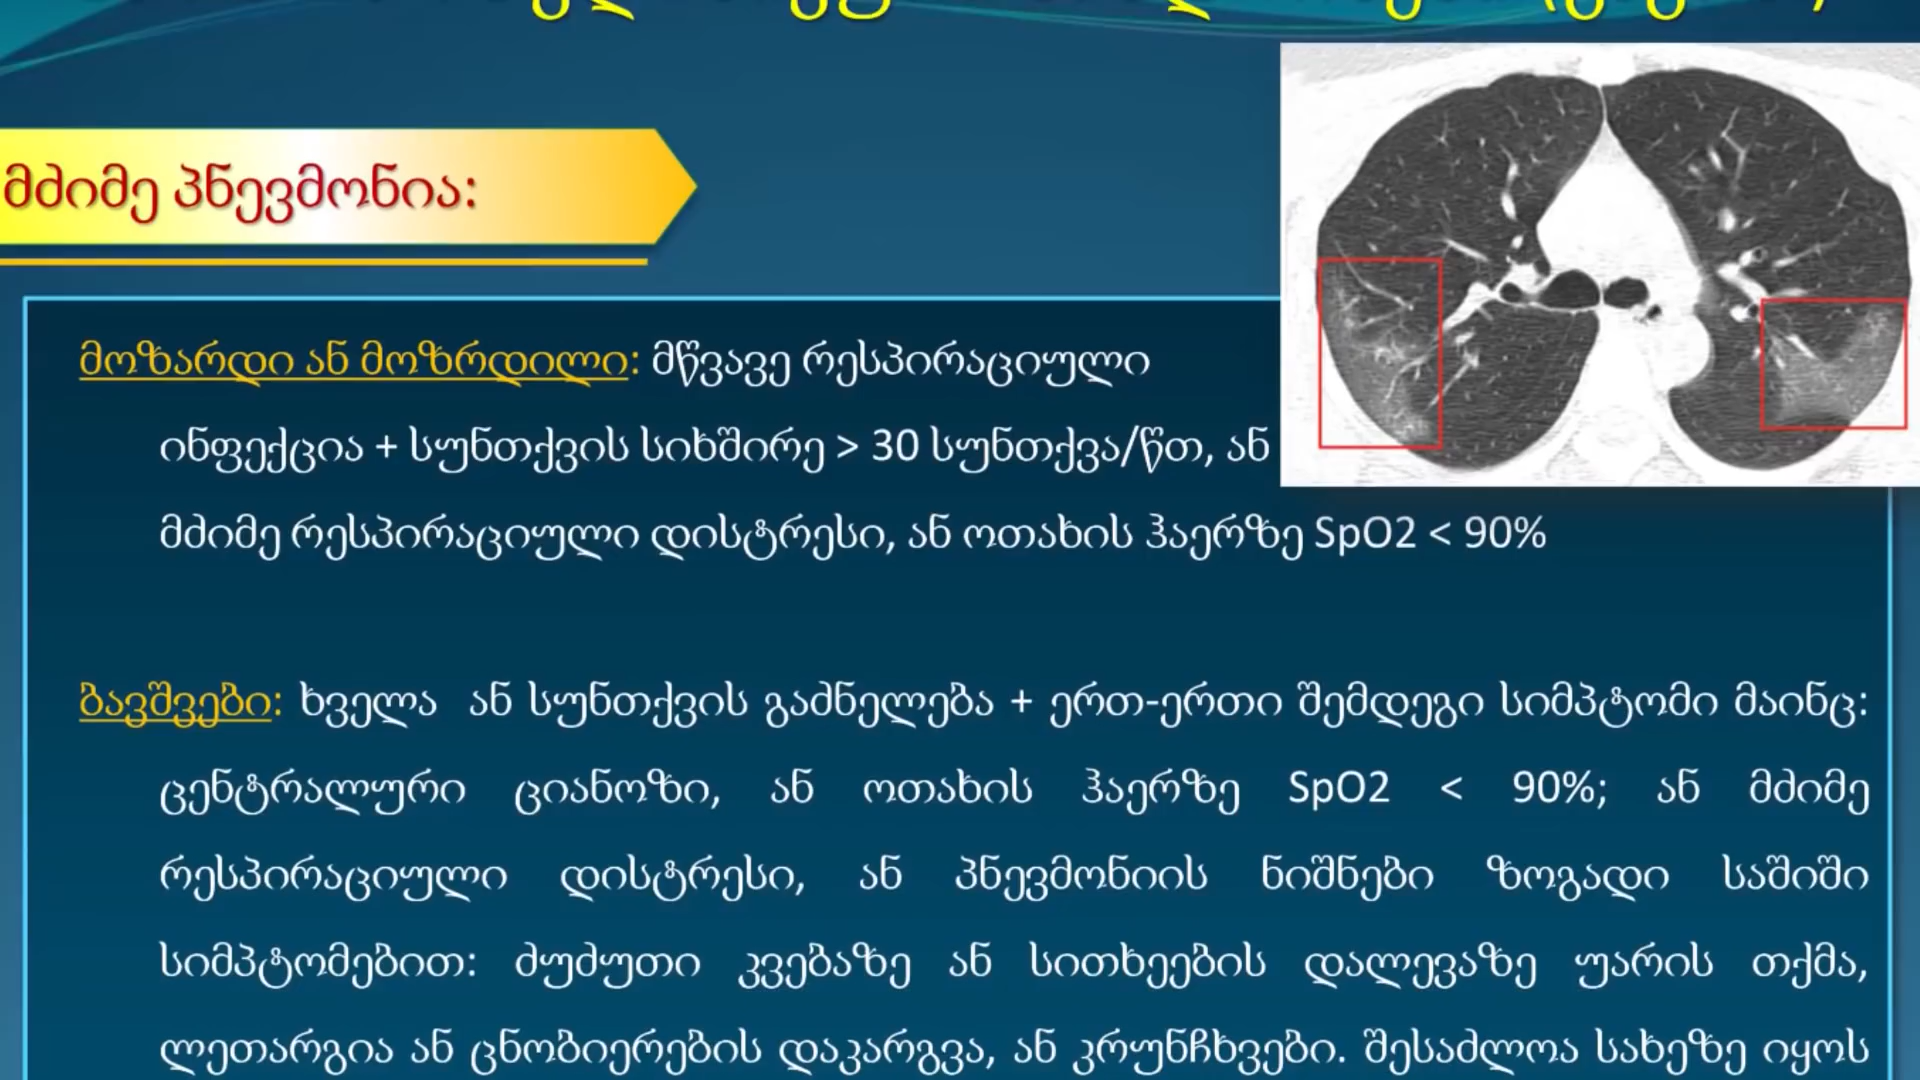 მძიმე პნევმონია:
მოზარდი ან მოზრდილი: მწვავე რესპირაციული
ინფექცია + სუნთქვის სიხშირე > 30 სუნთქვა/წთ, ან
მძიმე რესპირაციული დისტრესი, ან ოთახის ჰაერზე SpO2 < 90%
ბავშვები: ხველა ან სუნთქვის გაძნელება + ერთ-ერთი შემდეგი სიმპტომი მაინც:
ცენტრალური ციანოზი, ან ოთახის ჰაერზე SpO2 < 90%; ან მძიმე
რესპირაციული დისტრესი, ან პნევმონიის ნიშნები ზოგადი საშიში
სიმპტომებით: ძუძუთი კვებაზე ან სითხეების დალევაზე უარის თქმა,
ლეთარგია ან ცნობიერების დაკარგვა, ან კრუნჩხვები. შესაძლოა სახეზე იყოს